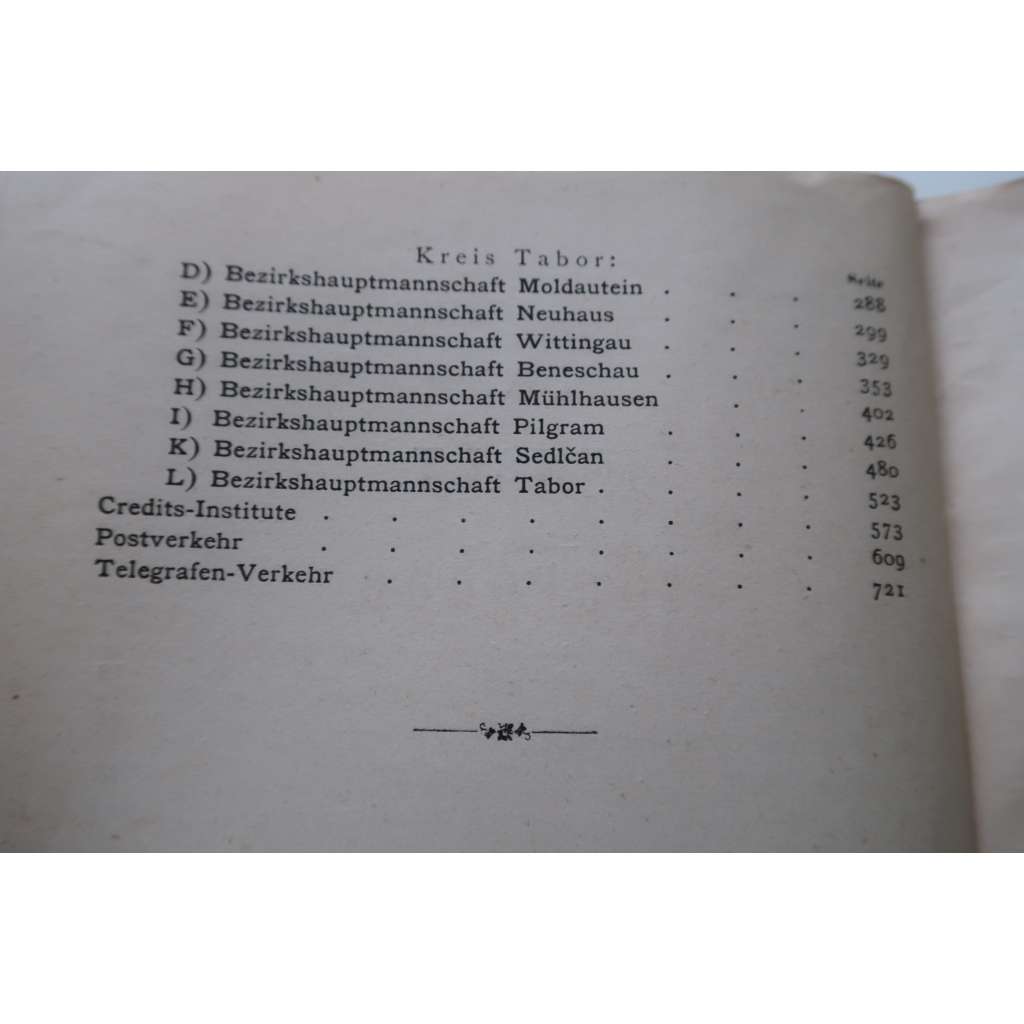 Kreis Tabor:
Seite
D) Bezirkshauptmannschaft Moldautein . . . 288
E) Bezirkshauptmannschaft Neuhaus . . . 299
F) Bezirkshauptmannschaft Wittingau . . . 329
G) Bezirkshauptmannschaft Beneschau . . . 353
H) Bezirkshauptmannschaft Mühlhausen . . 402
I) Bezirkshauptmannschaft Pilgram . . . 426
K) Bezirkshauptmannschaft Sedlčan . . . 480
L) Bezirkshauptmannschaft Tabor . . . . 523
Credits-Institute . . . . . . . . 573
Postverkehr . . . . . . . . 609
Telegrafen-Verkehr . . . . . . . 721